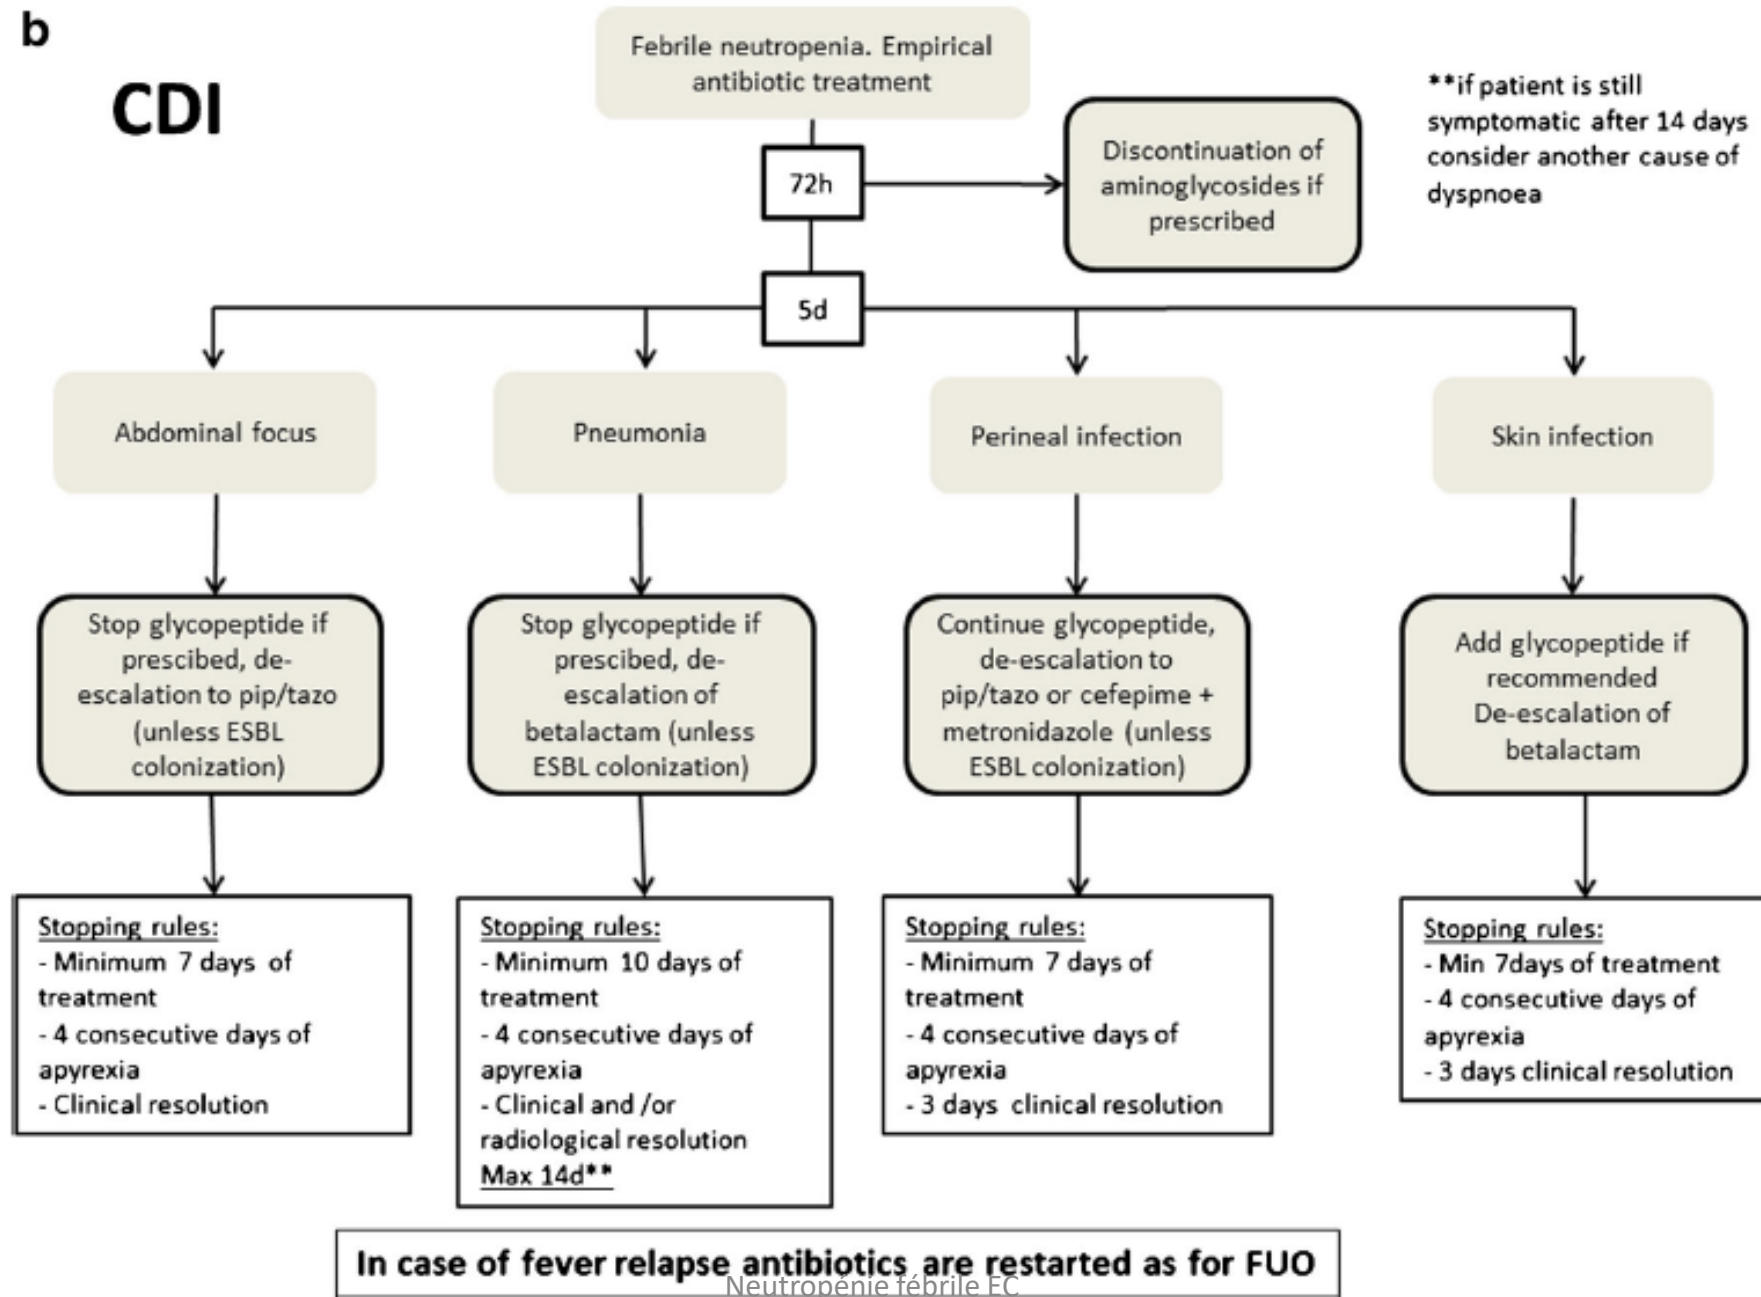 b
CDI
Febrile neutropenia. Empirical
antibiotic treatment
**if patient is still
symptomatic after 14 days
consider another cause of
dyspnoea
72h
Discontinuation of
aminoglycosides if
prescribed
5d
Abdominal focus
Pneumonia
Perineal infection
Skin infection
Stop glycopeptide if
prescibed, de-
escalation to pip/tazo
(unless ESBL
colonization)
Stop glycopeptide if
prescibed, de-
escalation of
betalactam (unless
ESBL colonization)
Continue glycopeptide,
de-escalation to
pip/tazo or cefepime +
metronidazole (unless
ESBL colonization)
Add glycopeptide if
recommended
De-escalation of
betalactam
Stopping rules:
- Minimum 7 days of
treatment
- 4 consecutive days of
apyrexia
- Clinical resolution
Stopping rules:
- Minimum 10 days of
treatment
- 4 consecutive days of
apyrexia
- Clinical and /or
radiological resolution
Max 14d**
Stopping rules:
- Minimum 7 days of
treatment
- 4 consecutive days of
apyrexia
- 3 days clinical resolution
Stopping rules:
- Min 7days of treatment
- 4 consecutive days of
apyrexia
- 3 days clinical resolution
In case of fever relapse antibiotics are restarted as for FUO
Neutropénie fébrile EC